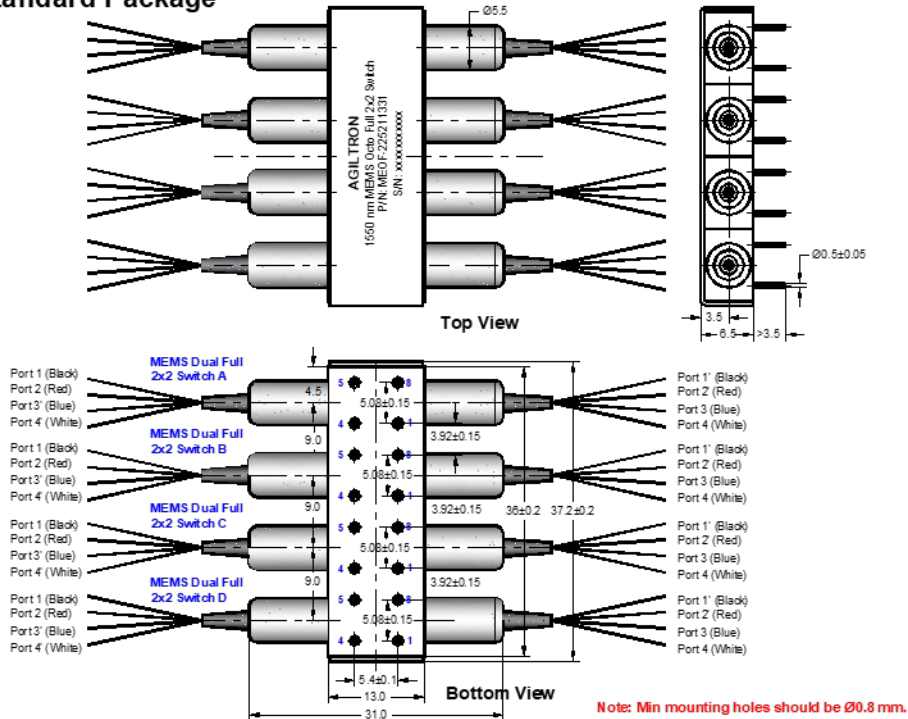 Package
Ø5.5
AGILTRON
1550 nm MEMS Octo Full 2x2 Switch
P/N: MEOF-225211331
S/N: xxxxxxxxxxx
Ø0.5±0.05
3.5
6.5
>3.5
Top View
MEMS Dual Full
2x2 Switch A
Port 1 (Black)
Port 2 (Red)
Port3' (Blue)
Port 4' (White)
5
8
4.5
5.08±0.15
4
1
3.92±0.15
9.0
Port 1' (Black)
Port 2' (Red)
Port 3 (Blue)
Port 4 (White)
MEMS Dual Full
2x2 Switch B
Port 1 (Black)
Port 2 (Red)
Port3' (Blue)
Port 4' (White)
5
8
5.08±0.15
4
1
3.92±0.15
9.0
36±0.2
37.2±0.2
Port 1' (Black)
Port 2' (Red)
Port 3 (Blue)
Port 4 (White)
MEMS Dual Full
2x2 Switch C
Port 1 (Black)
Port 2 (Red)
Port3' (Blue)
Port 4' (White)
5
8
5.08±0.15
4
1
3.92±0.15
9.0
Port 1' (Black)
Port 2' (Red)
Port 3 (Blue)
Port 4 (White)
MEMS Dual Full
2x2 Switch D
Port 1 (Black)
Port 2 (Red)
Port3' (Blue)
Port 4' (White)
5
8
5.08±0.15
4
1
Port 1' (Black)
Port 2' (Red)
Port 3 (Blue)
Port 4 (White)
5.4±0.1
13.0
31.0
Bottom View
Note: Min mounting holes should be Ø0.8 mm.